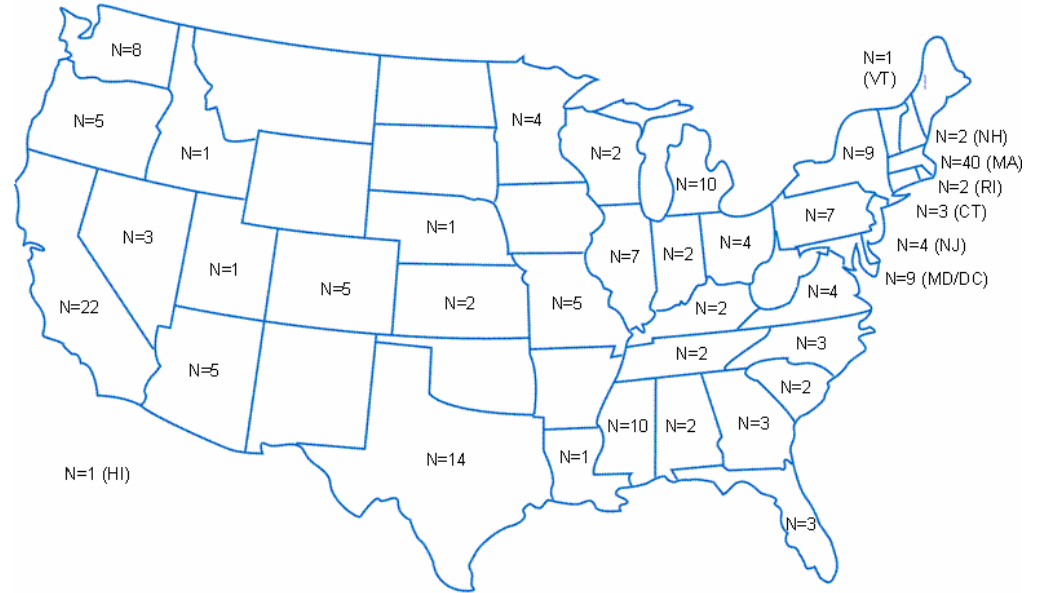 N=8
N=1
(VT)
N=5
N=4
N=2 (NH)
N=1
N=2
N=9
N=40 (MA)
N=10
N=2 (RI)
N=3 (CT)
N=7
N=1
N=3
N=4
N=4 (NJ)
N=7
N=2
N=1
N=9 (MD/DC)
N=5
N=4
N=22
N=2
N=5
N=2
N=3
N=2
N=5
N=2
N=3
N=10
N=2
N=14
N=1
N=1 (HI)
N=3